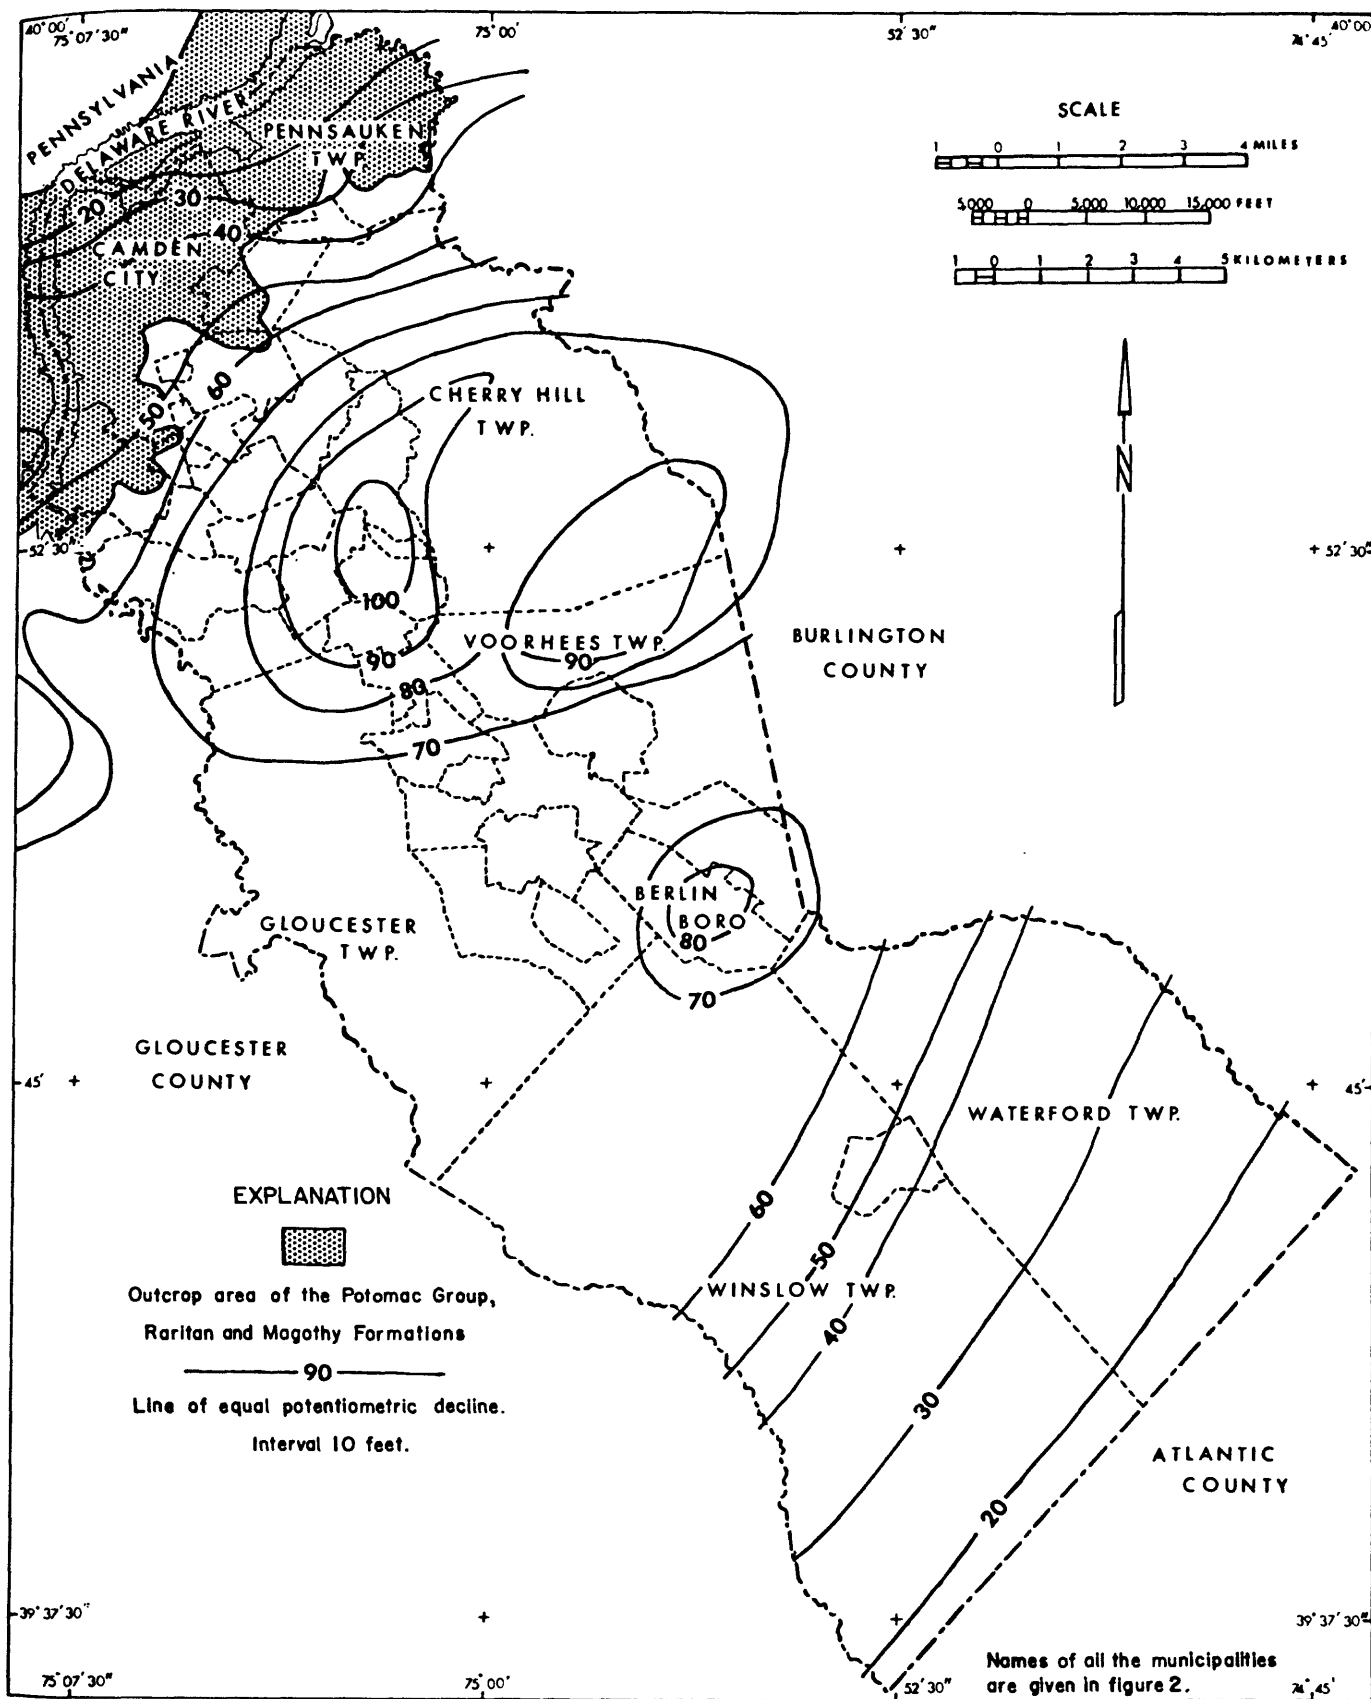 40°00'
75°07'30"
75°00'
52'30"
74°45'
40°00'
PENNSYLVANIA
DELAWARE RIVER
PENNSAUKEN
TWP.
SCALE
1 0 1 2 3 4 MILES
5,000 0 5,000 10,000 15,000 FEET
1 0 1 2 3 4 5 KILOMETERS
20
30
40
CAMDEN
CITY
50
60
CHERRY HILL
TWP.
N
52'30"
52'30"
100
90
80
70
VOORHEES TWP.
90
BURLINGTON
COUNTY
BERLIN
BORO
80
70
GLOUCESTER
TWP.
GLOUCESTER
COUNTY
45'
45'
WATERFORD TWP.
60
50
WINSLOW TWP.
40
30
20
ATLANTIC
COUNTY
EXPLANATION
Outcrop area of the Potomac Group,
Raritan and Magothy Formations
90
Line of equal potentiometric decline.
Interval 10 feet.
39°37'30"
39°37'30"
75°07'30"
75°00'
52'30"
74°45'
Names of all the municipalities
are given in figure 2.